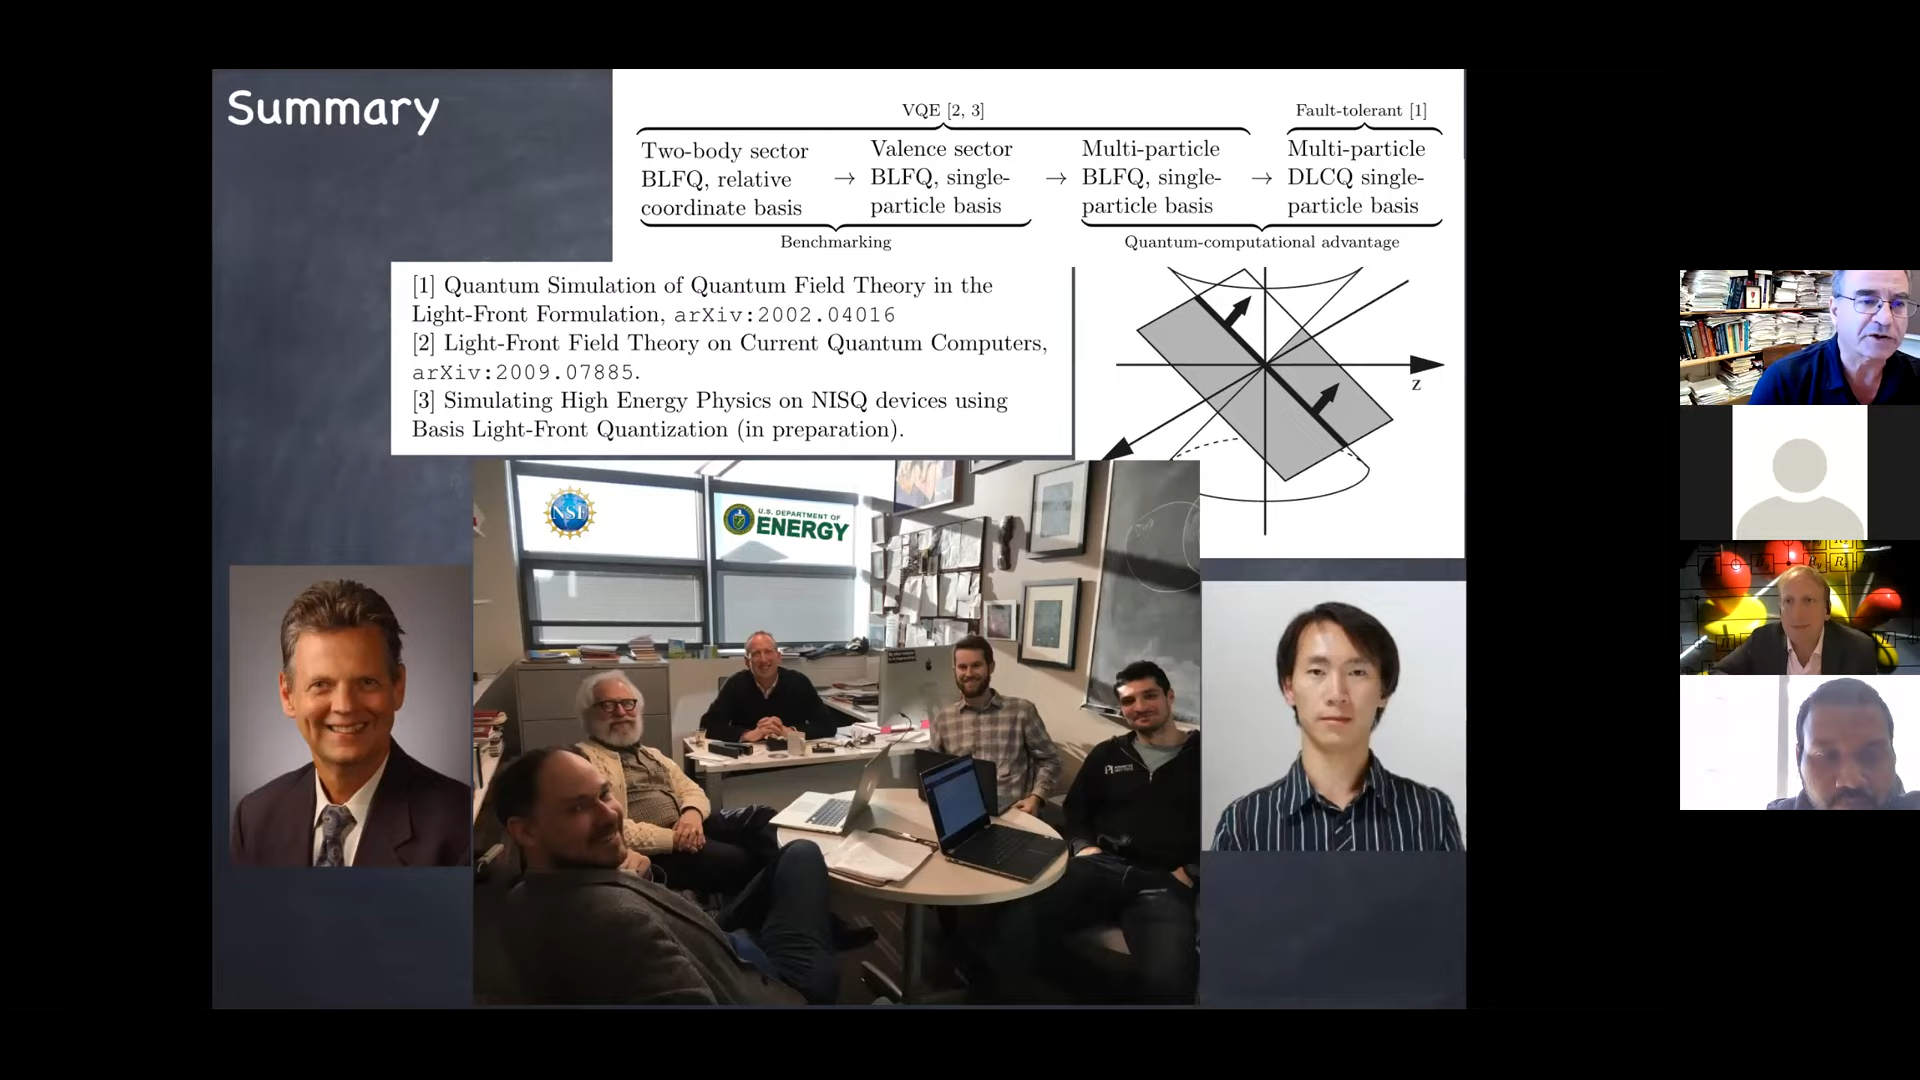 Summary
VQE [2, 3]
Fault-tolerant [1]
Two-body sector
BLFQ, relative
coordinate basis
→
Valence sector
BLFQ, single-
particle basis
→
Multi-particle
BLFQ, single-
particle basis
→
Multi-particle
DLCQ single-
particle basis
Benchmarking
Quantum-computational advantage
[1] Quantum Simulation of Quantum Field Theory in the
Light-Front Formulation, arXiv:2002.04016
[2] Light-Front Field Theory on Current Quantum Computers,
arXiv:2009.07885.
[3] Simulating High Energy Physics on NISQ devices using
Basis Light-Front Quantization (in preparation).
z
NSF
U.S. DEPARTMENT OF
ENERGY